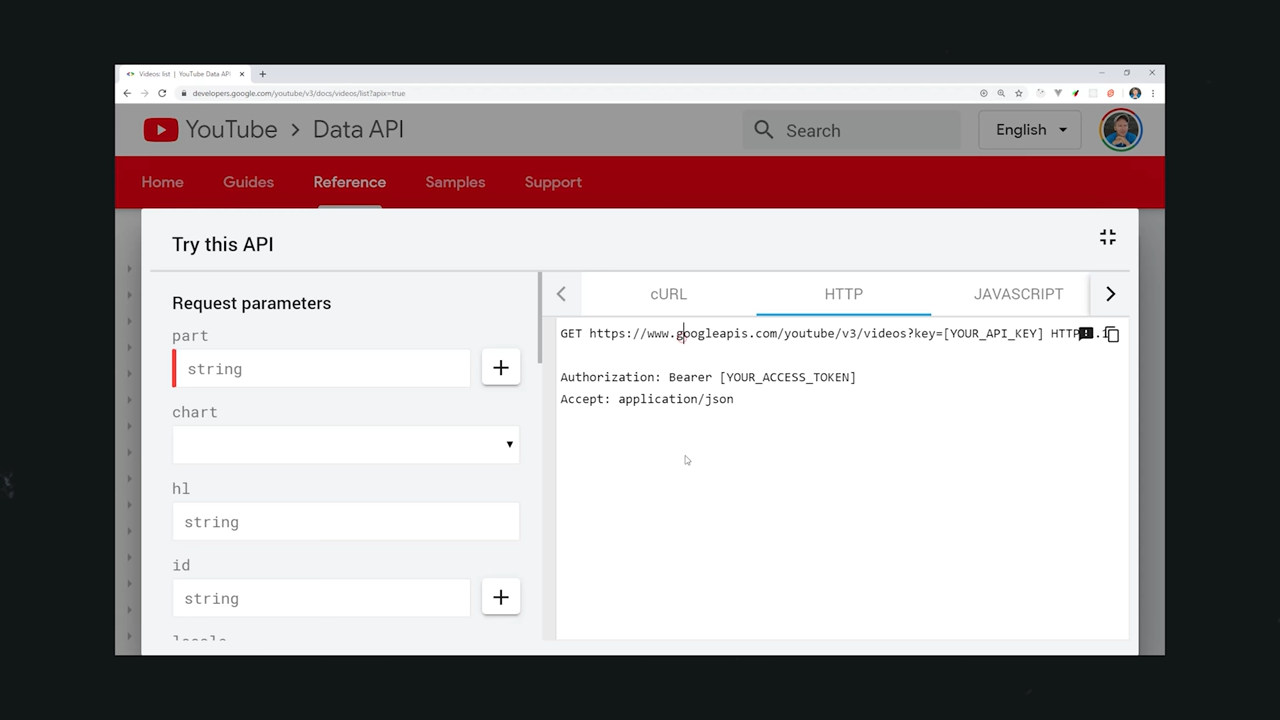 Videos: list | YouTube Data API
developers.google.com/youtube/v3/docs/videos/list?apix=true
YouTube > Data API
Search
English
Home
Guides
Reference
Samples
Support
Try this API
Request parameters
part
string
chart
hl
string
id
string
cURL
HTTP
JAVASCRIPT
GET https://www.googleapis.com/youtube/v3/videos?key=[YOUR_API_KEY] HTTP
Authorization: Bearer [YOUR_ACCESS_TOKEN]
Accept: application/json